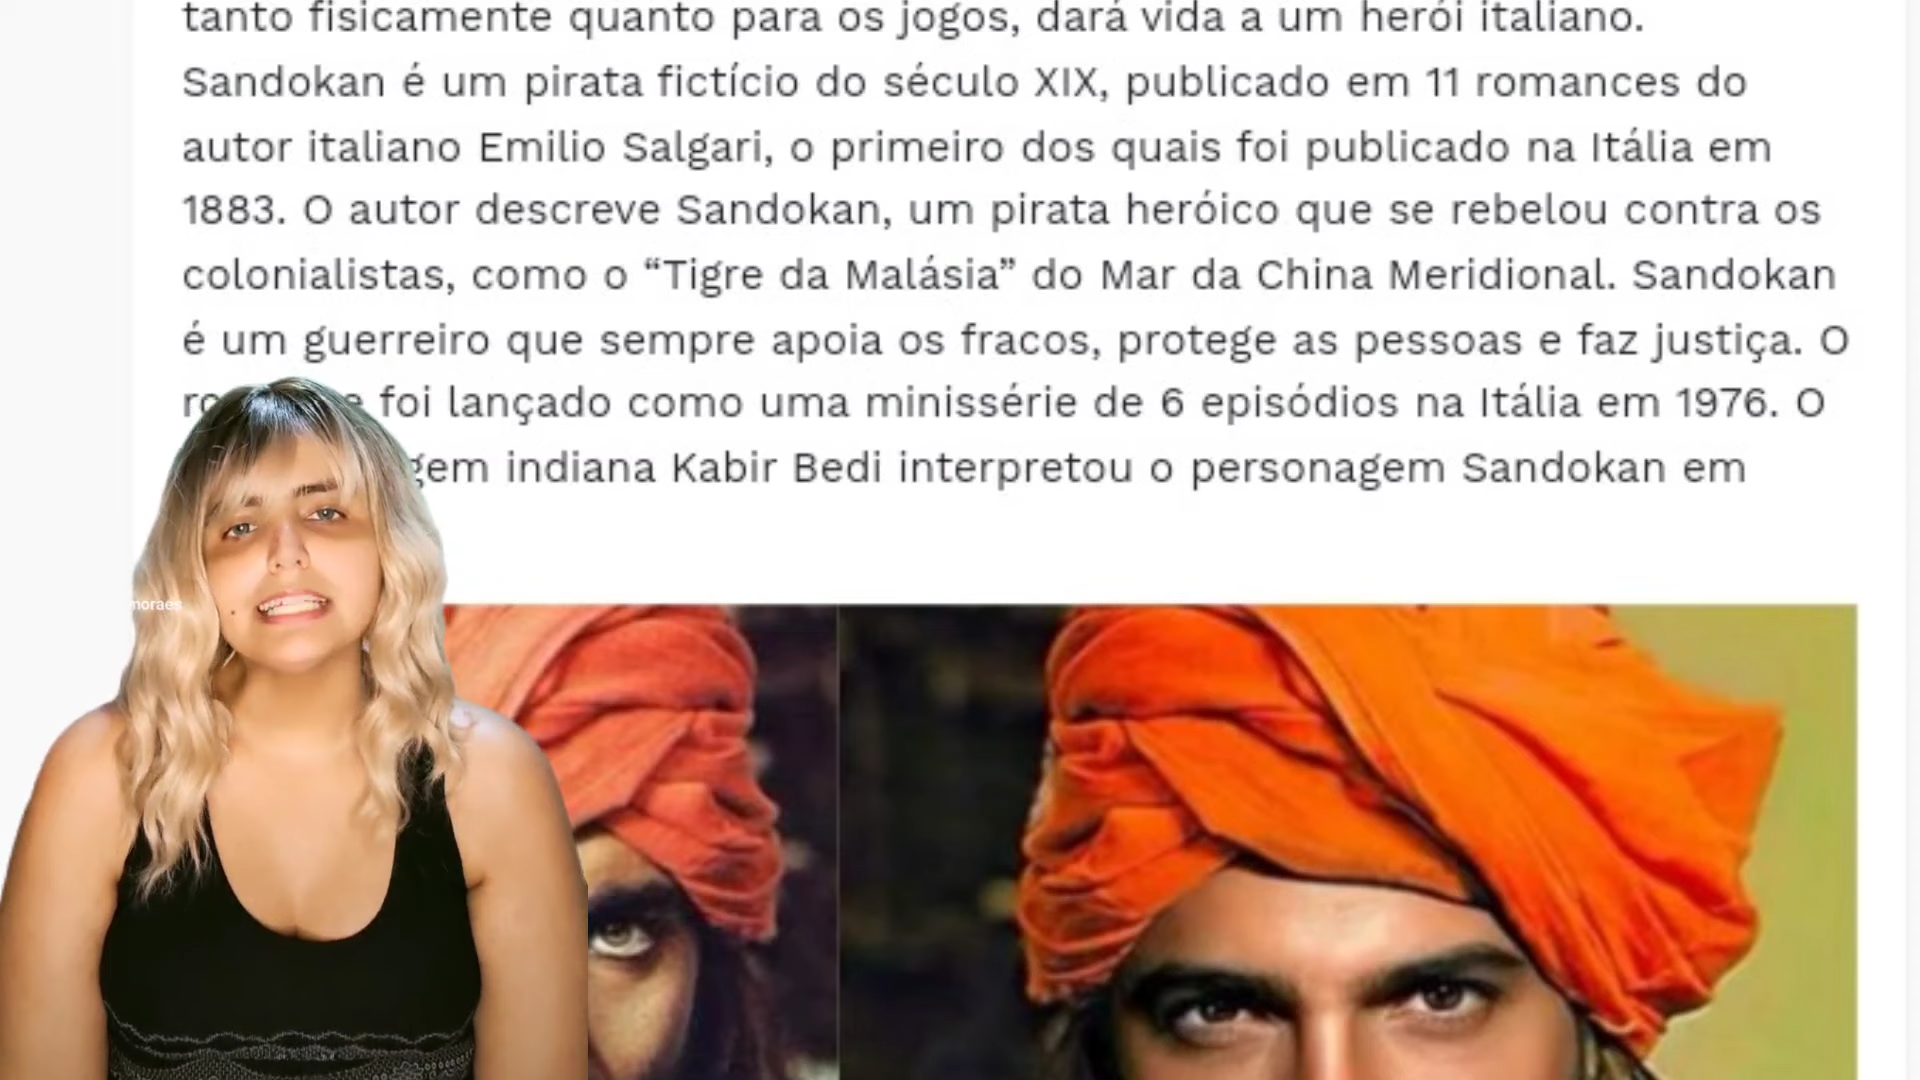 tanto fisicamente quanto para os jogos, dará vida a um herói italiano.
Sandokan é um pirata fictício do século XIX, publicado em 11 romances do
autor italiano Emilio Salgari, o primeiro dos quais foi publicado na Itália em
1883. O autor descreve Sandokan, um pirata heróico que se rebelou contra os
colonialistas, como o “Tigre da Malásia” do Mar da China Meridional. Sandokan
é um guerreiro que sempre apoia os fracos, protege as pessoas e faz justiça. O
foi lançado como uma minissérie de 6 episódios na Itália em 1976. O
indiana Kabir Bedi interpretou o personagem Sandokan em
moraes